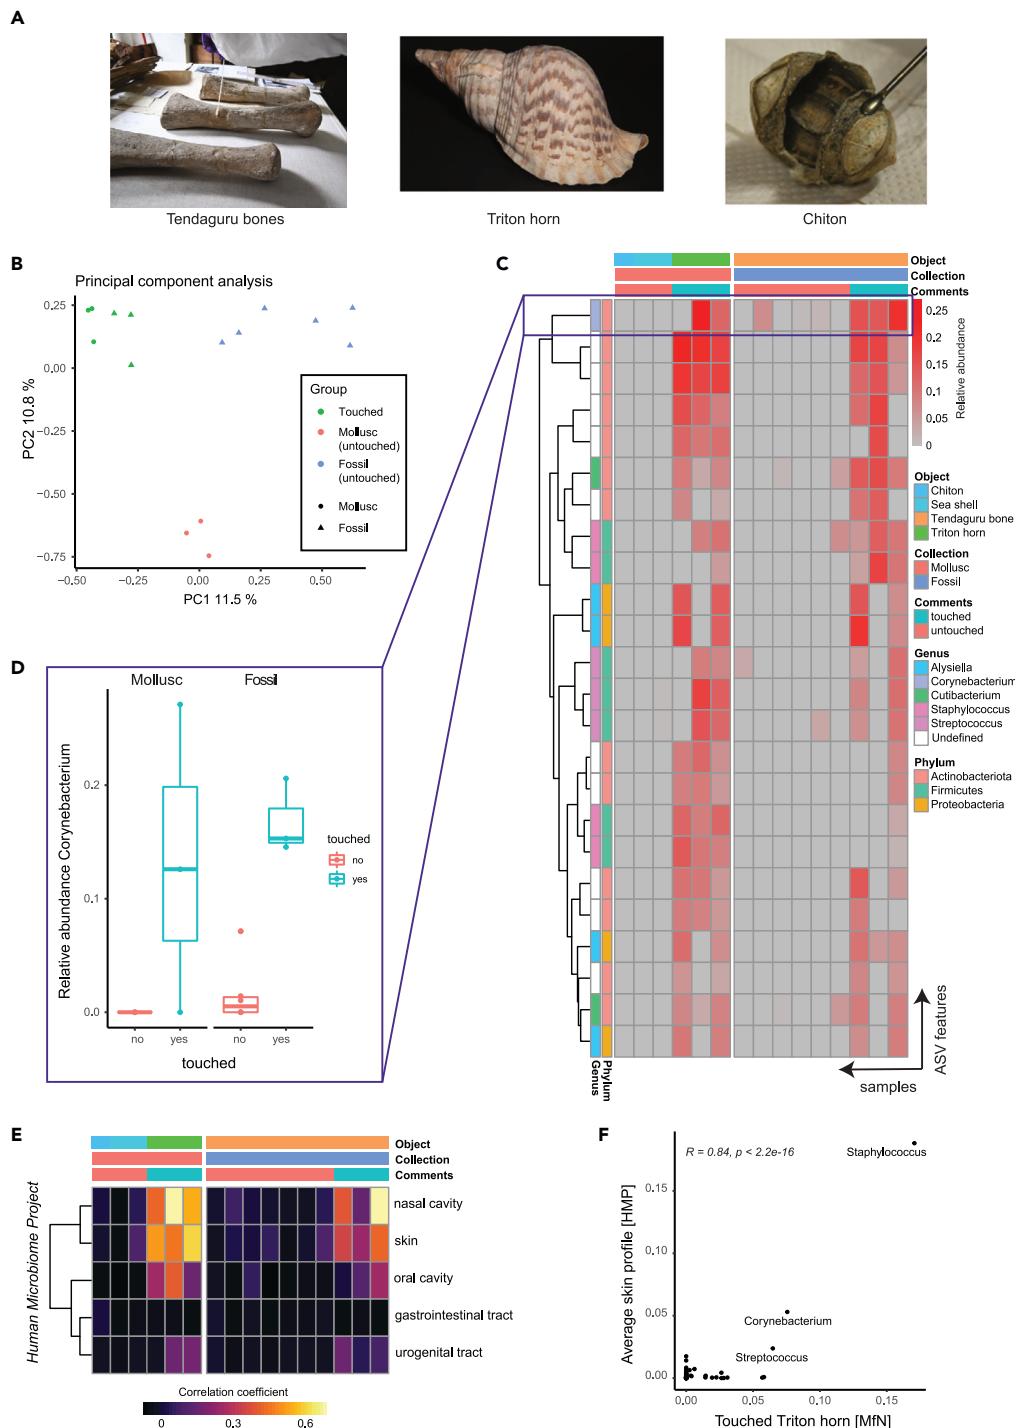 A
Tendaguru bones
Triton horn
Chiton
B
Principal component analysis
PC2 10.8 %
0.25
0.00
−0.25
−0.50
−0.75
−0.50
−0.25
0.00
0.25
0.50
PC1 11.5 %
Group
Touched
Mollusc
(untouched)
Fossil
(untouched)
Mollusc
Fossil
C
Object
Collection
Comments
0.25
0.2
0.15
0.1
0.05
0
Relative abundance
Object
Chiton
Sea shell
Tendaguru bone
Triton horn
Collection
Mollusc
Fossil
Comments
touched
untouched
Genus
Alysiella
Corynebacterium
Cutibacterium
Staphylococcus
Streptococcus
Undefined
Phylum
Actinobacteriota
Firmicutes
Proteobacteria
ASV features
samples
Genus
Phylum
D
Mollusc
Fossil
Relative abundance Corynebacterium
0.2
0.1
0.0
no
yes
no
yes
touched
touched
no
yes
E
Object
Collection
Comments
Human Microbiome Project
nasal cavity
skin
oral cavity
gastrointestinal tract
urogenital tract
Correlation coefficient
0
0.3
0.6
F
R = 0.84, p < 2.2e-16
Staphylococcus
Corynebacterium
Streptococcus
Average skin profile [HMP]
0.15
0.10
0.05
0.00
0.00
0.05
0.10
0.15
Touched Triton horn [MfN]